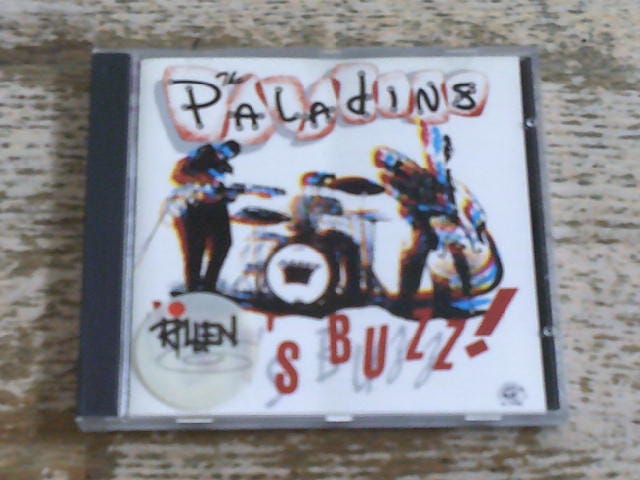 The
PALAdiNS
RILLEN
'S BUZZ!